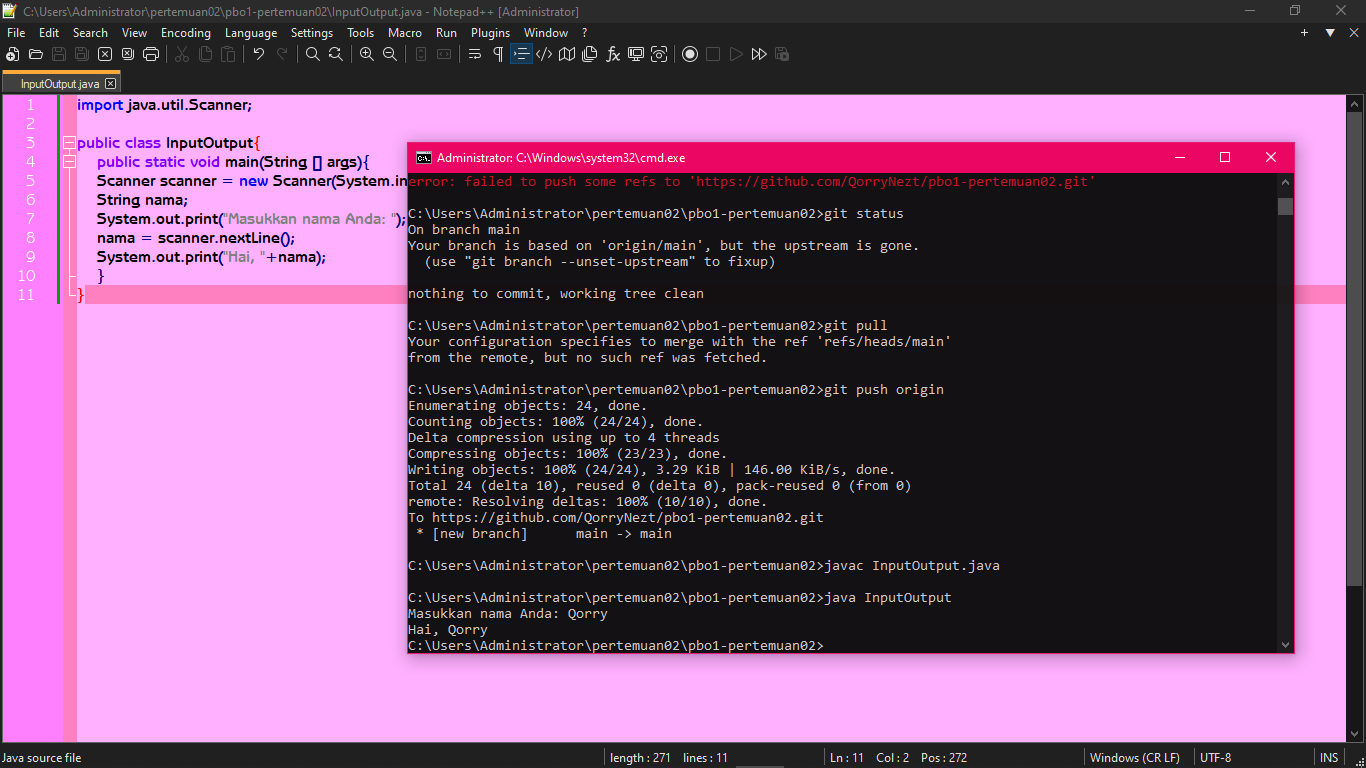 C:\Users\Administrator\pertemuan02\pbo1-pertemuan02\InputOutput.java - Notepad++ [Administrator]
File Edit Search View Encoding Language Settings Tools Macro Run Plugins Window ?
InputOutput.java
1 import java.util.Scanner;
2
3 public class InputOutput{
4 public static void main(String [] args){
5 Scanner scanner = new Scanner(System.in
6 String nama;
7 System.out.print("Masukkan nama Anda: ");
8 nama = scanner.nextLine();
9 System.out.print("Hai, "+nama);
10 }
11 }
Administrator: C:\Windows\system32\cmd.exe
error: failed to push some refs to 'https://github.com/QorryNezt/pbo1-pertemuan02.git'
C:\Users\Administrator\pertemuan02\pbo1-pertemuan02>git status
On branch main
Your branch is based on 'origin/main', but the upstream is gone.
(use "git branch --unset-upstream" to fixup)
nothing to commit, working tree clean
C:\Users\Administrator\pertemuan02\pbo1-pertemuan02>git pull
Your configuration specifies to merge with the ref 'refs/heads/main'
from the remote, but no such ref was fetched.
C:\Users\Administrator\pertemuan02\pbo1-pertemuan02>git push origin
Enumerating objects: 24, done.
Counting objects: 100% (24/24), done.
Delta compression using up to 4 threads
Compressing objects: 100% (23/23), done.
Writing objects: 100% (24/24), 3.29 KiB | 146.00 KiB/s, done.
Total 24 (delta 10), reused 0 (delta 0), pack-reused 0 (from 0)
remote: Resolving deltas: 100% (10/10), done.
To https://github.com/QorryNezt/pbo1-pertemuan02.git
* [new branch] main -> main
C:\Users\Administrator\pertemuan02\pbo1-pertemuan02>javac InputOutput.java
C:\Users\Administrator\pertemuan02\pbo1-pertemuan02>java InputOutput
Masukkan nama Anda: Qorry
Hai, Qorry
C:\Users\Administrator\pertemuan02\pbo1-pertemuan02>
Java source file length : 271 lines : 11 Ln : 11 Col : 2 Pos : 272 Windows (CR LF) UTF-8 INS